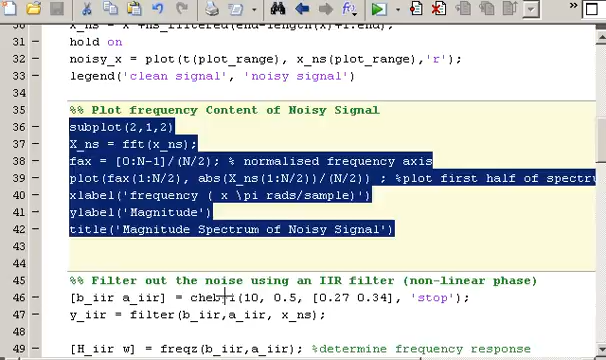 30 x_ns = x +ns_filtered(end-length(x)+1:end);
31 hold on
32 noisy_x = plot(t(plot_range), x_ns(plot_range),'r');
33 legend('clean signal', 'noisy signal')
34
35 %% Plot frequency Content of Noisy Signal
36 subplot(2,1,2)
37 X_ns = fft(x_ns);
38 fax = [0:N-1]/(N/2); % normalised frequency axis
39 plot(fax(1:N/2), abs(X_ns(1:N/2))/(N/2)) ; %plot first half of spectru
40 xlabel('frequency ( x \pi rads/sample)')
41 ylabel('Magnitude')
42 title('Magnitude Spectrum of Noisy Signal')
43
44
45 %% Filter out the noise using an IIR filter (non-linear phase)
46 [b_iir a_iir] = cheby1(10, 0.5, [0.27 0.34], 'stop');
47 y_iir = filter(b_iir,a_iir, x_ns);
48
49 [H_iir w] = freqz(b_iir,a_iir); %determine frequency response